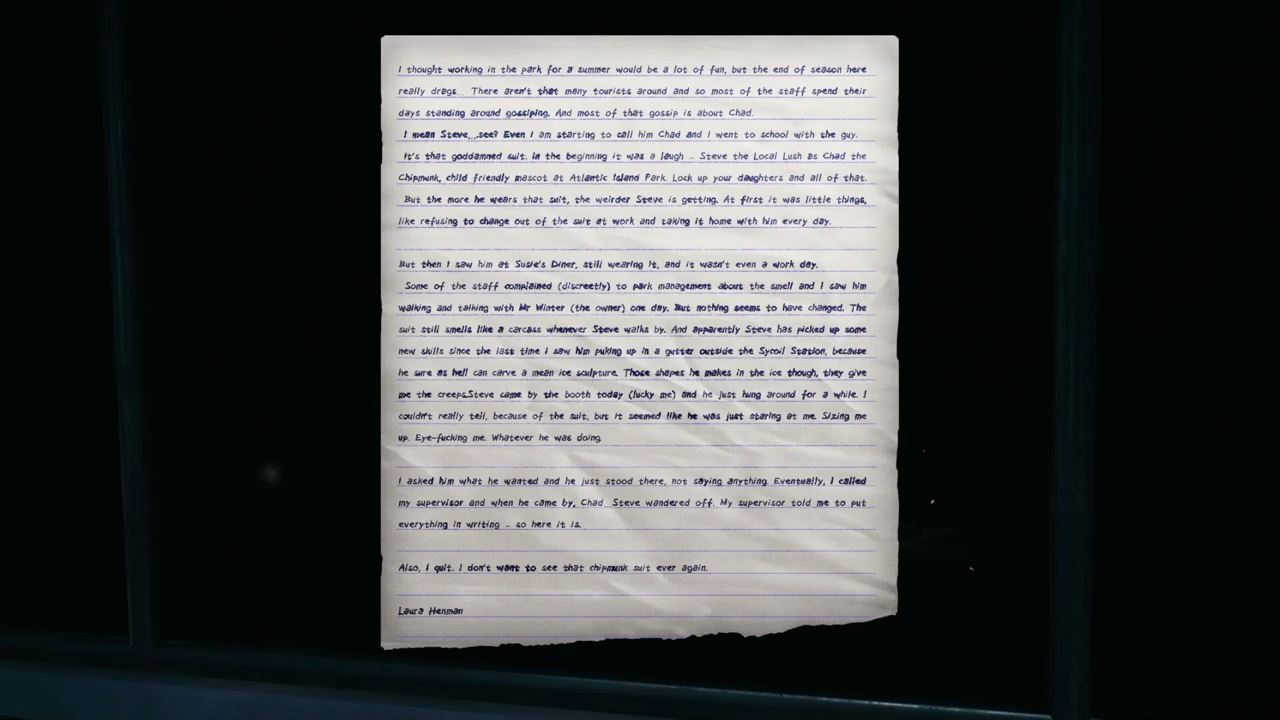 I thought working in the park for a summer would be a lot of fun, but the end of season here
really drags... There aren't that many tourists around and so most of the staff spend their
days standing around gossiping. And most of that gossip is about Chad.
I mean Steve...see? Even I am starting to call him Chad and I went to school with the guy.
It's that goddamned suit. In the beginning it was a laugh - Steve the Local Lush as Chad the
Chipmunk, child friendly mascot at Atlantic Island Park. Lock up your daughters and all of that.
But the more he wears that suit, the weirder Steve is getting. At first it was little things,
like refusing to change out of the suit at work and taking it home with him every day.
But then I saw him at Susie's Diner, still wearing it, and it wasn't even a work day.
Some of the staff complained (discreetly) to park management about the smell and I saw him
walking and talking with Mr Winter (the owner) one day. But nothing seems to have changed. The
suit still smells like a carcass whenever Steve walks by. And apparently Steve has picked up some
new skills since the last time I saw him puking up in a gutter outside the Sycoil Station, because
he sure as hell can carve a mean ice sculpture. Those shapes he makes in the ice though, they give
me the creeps.Steve came by the booth today (lucky me) and he just hung around for a while. I
couldn't really tell, because of the suit, but it seemed like he was just staring at me. Sizing me
up. Eye-fucking me. Whatever he was doing.
I asked him what he wanted and he just stood there, not saying anything. Eventually, I called
my supervisor and when he came by, Chad...Steve wandered off. My supervisor told me to put
everything in writing - so here it is.
Also, I quit. I don't want to see that chipmunk suit ever again.
Laura Henman